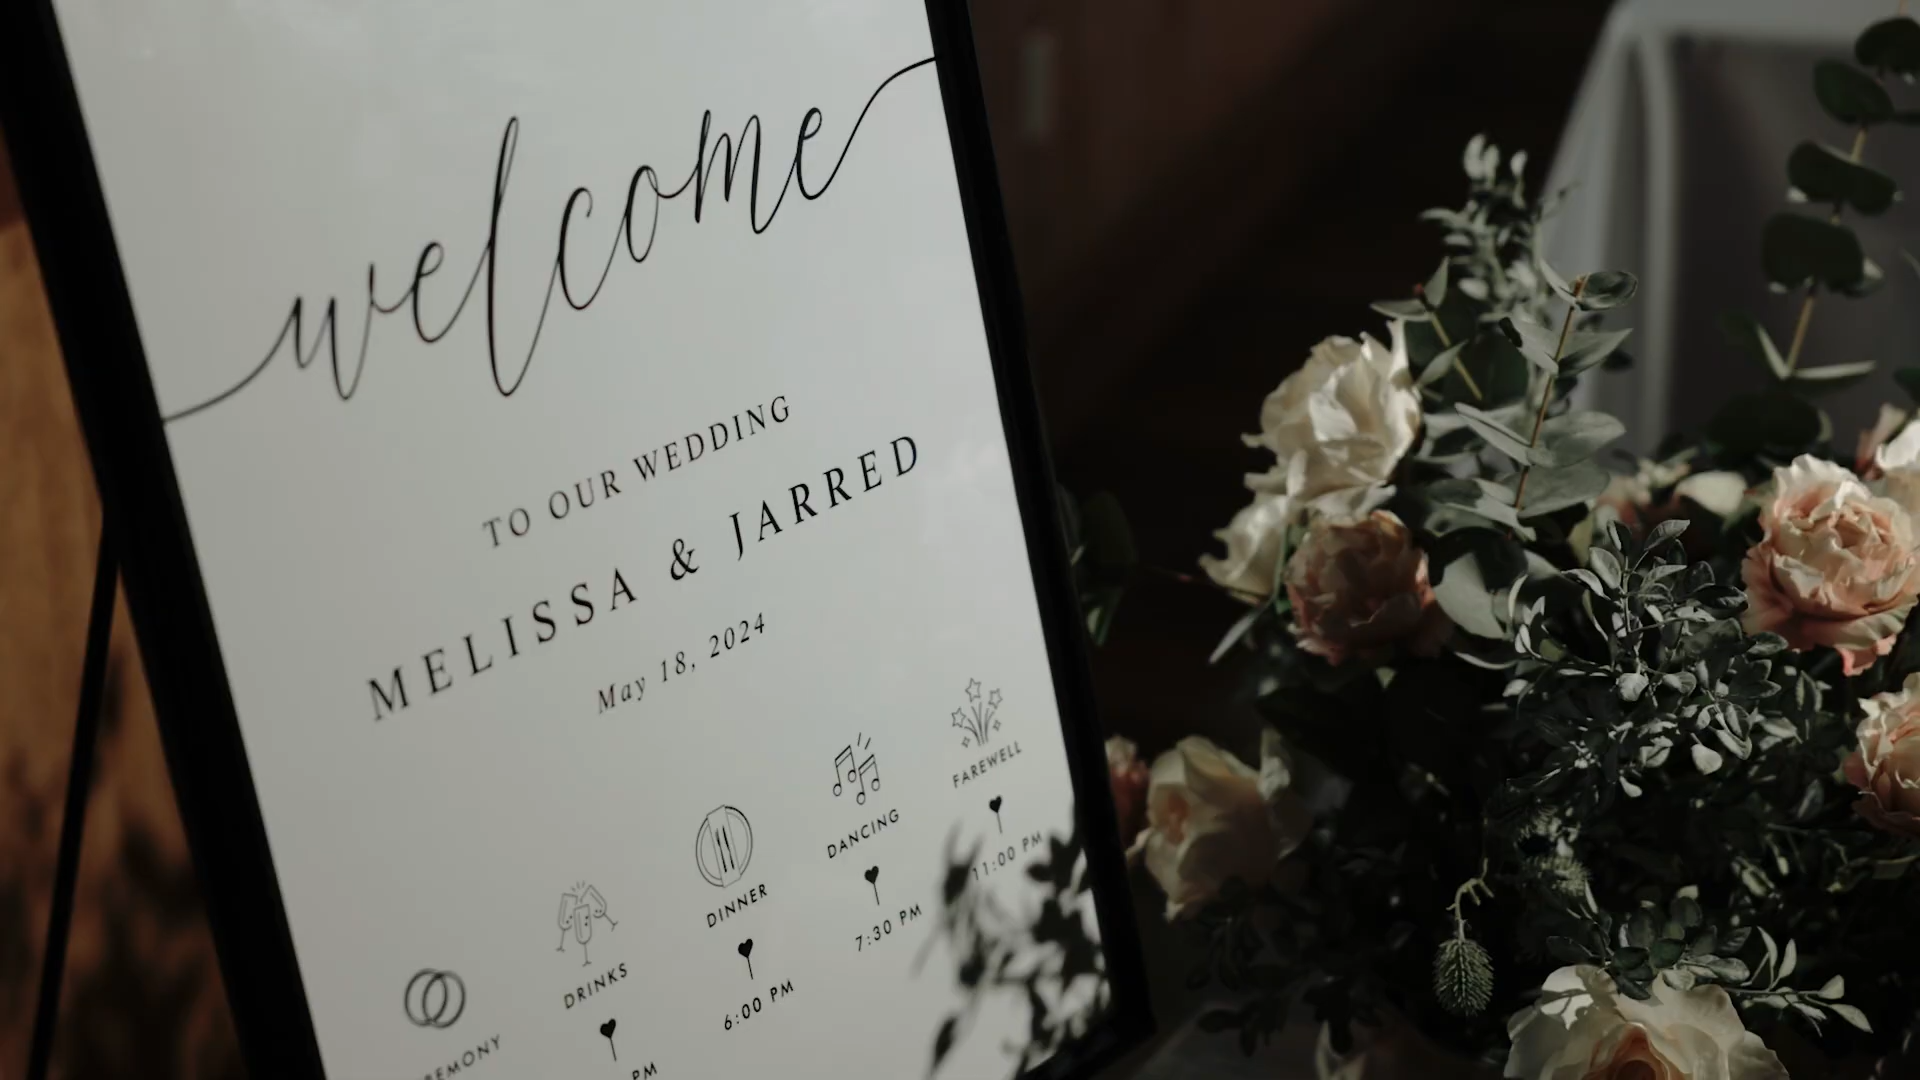 welcome
TO OUR WEDDING
MELISSA & JARRED
May 18, 2024
DRINKS
PM
DINNER
6:00 PM
DANCING
7:30 PM
FAREWELL
11:00 PM